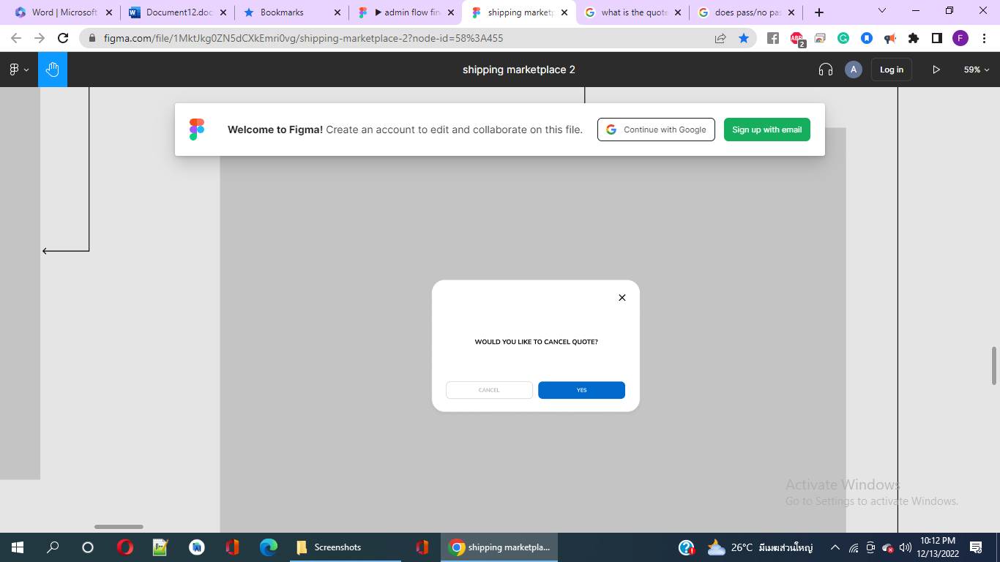 Word | Microsoft
Document12.doc
Bookmarks
▶ admin flow fin
shipping marketp
what is the quote
does pass/no pas
figma.com/file/1MktJkg0ZN5dCXkEmri0vg/shipping-marketplace-2?node-id=58%3A455
ABP
2
F
shipping marketplace 2
A
Log in
59%
Welcome to Figma! Create an account to edit and collaborate on this file.
Continue with Google
Sign up with email
WOULD YOU LIKE TO CANCEL QUOTE?
CANCEL
YES
Activate Windows
Go to Settings to activate Windows.
Screenshots
shipping marketpla...
26°C มีเมฆส่วนใหญ่
10:12 PM
12/13/2022